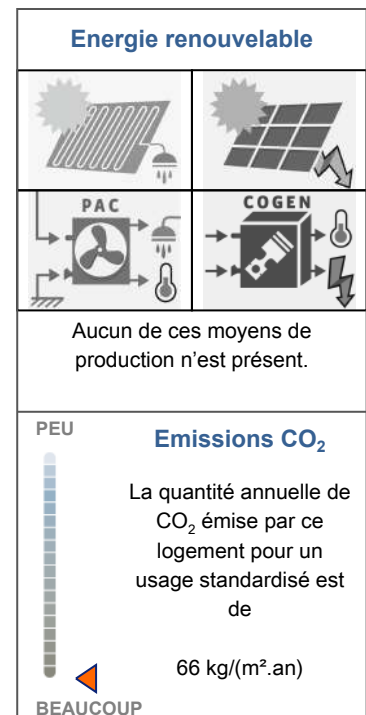 Energie renouvelable
PAC
COGEN
Aucun de ces moyens de
production n'est présent.
PEU
Emissions CO₂
La quantité annuelle de
CO₂ émise par ce
logement pour un
usage standardisé est
de
66 kg/(m².an)
BEAUCOUP